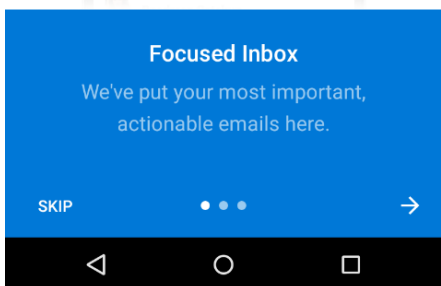 Focused Inbox
We've put your most important,
actionable emails here.
SKIP